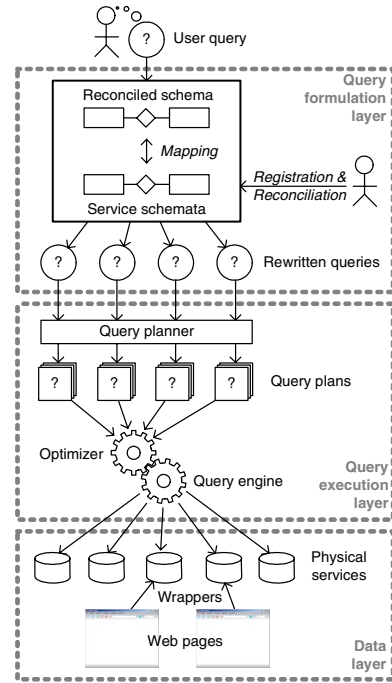 ?
User query
Query
formulation
layer
Reconciled schema
Mapping
Registration &
Reconciliation
Service schemata
? ? ? ? Rewritten queries
Query planner
? ? ? ? Query plans
Optimizer
Query engine
Query
execution
layer
Physical
services
Wrappers
Web pages
Data
layer